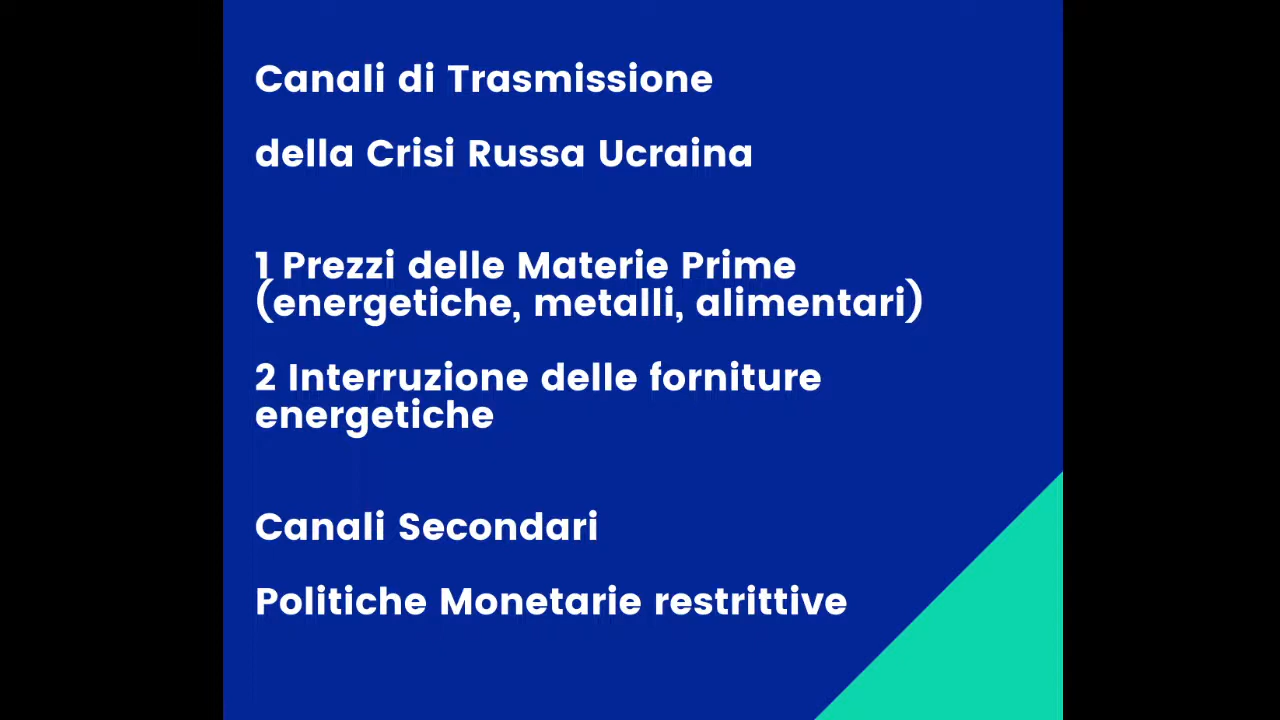 Canali di Trasmissione
della Crisi Russa Ucraina
1 Prezzi delle Materie Prime
(energetiche, metalli, alimentari)
2 Interruzione delle forniture
energetiche
Canali Secondari
Politiche Monetarie restrittive